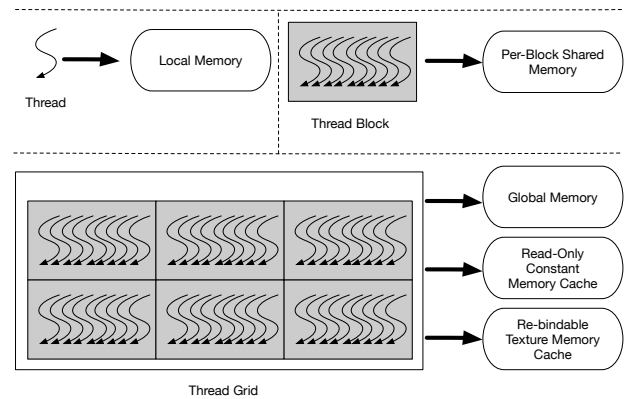 Local Memory
Thread
Per-Block Shared
Memory
Thread Block
Global Memory
Read-Only
Constant
Memory Cache
Re-bindable
Texture Memory
Cache
Thread Grid